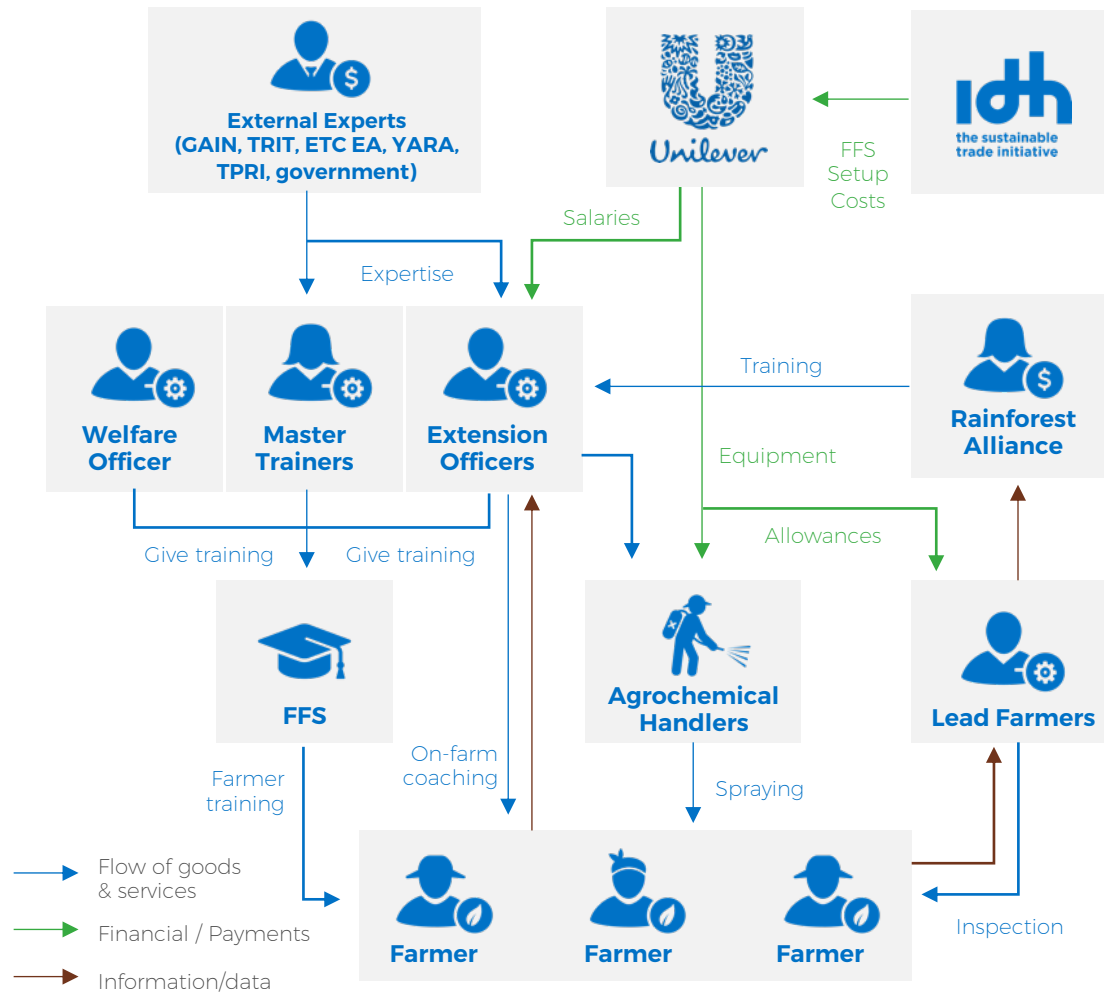 External Experts
(GAIN, TRIT, ETC EA, YARA,
TPRI, government)
Unilever
idh
the sustainable
trade initiative
FFS
Setup
Costs
Salaries
Expertise
Welfare
Officer
Master
Trainers
Extension
Officers
Training
Rainforest
Alliance
Equipment
Allowances
Give training
Give training
FFS
Agrochemical
Handlers
Lead Farmers
Farmer
training
On-farm
coaching
Spraying
Inspection
Farmer
Farmer
Farmer
Flow of goods
& services
Financial / Payments
Information/data